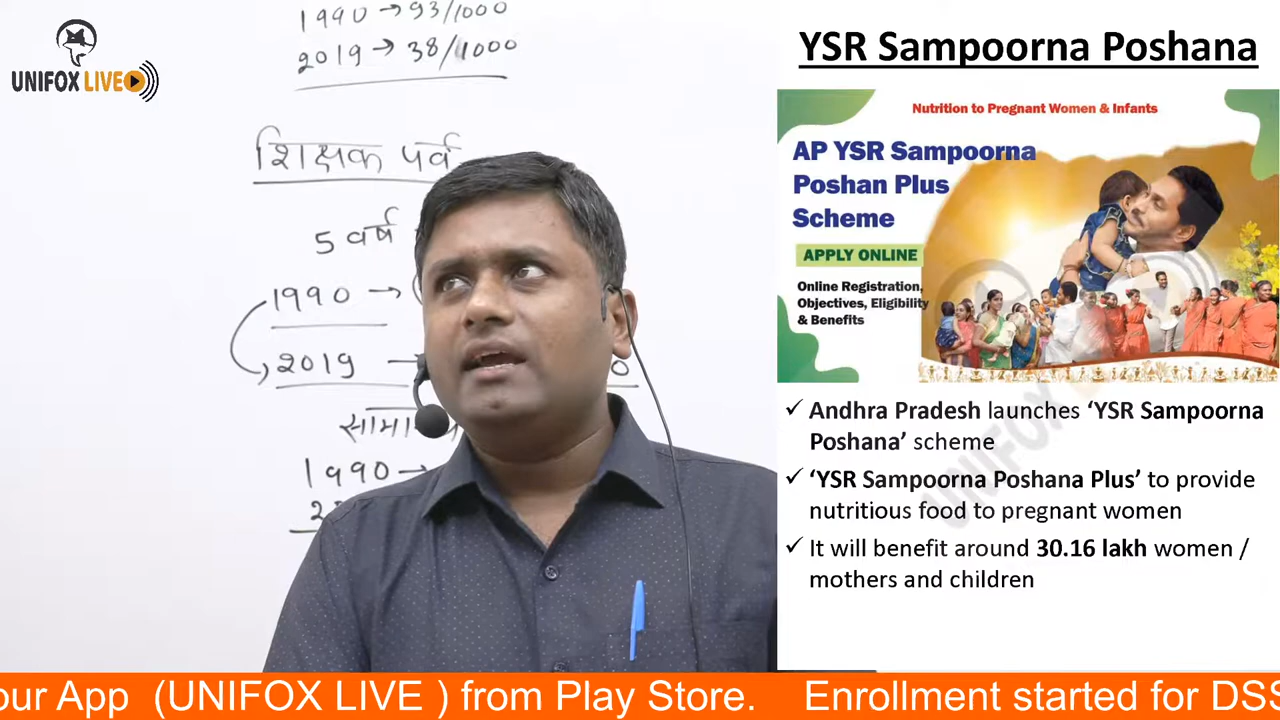 1990 → 93/1000
2019 → 38/1000
शिक्षक पर्व
5 वर्ष
1990 →
2019
1990 →
UNIFOX LIVE
YSR Sampoorna Poshana
Nutrition to Pregnant Women & Infants
AP YSR Sampoorna
Poshan Plus
Scheme
APPLY ONLINE
Online Registration,
Objectives, Eligibility
& Benefits
✓ Andhra Pradesh launches ‘YSR Sampoorna
Poshana’ scheme
✓ ‘YSR Sampoorna Poshana Plus’ to provide
nutritious food to pregnant women
✓ It will benefit around 30.16 lakh women /
mothers and children
our App (UNIFOX LIVE ) from Play Store. Enrollment started for DSS